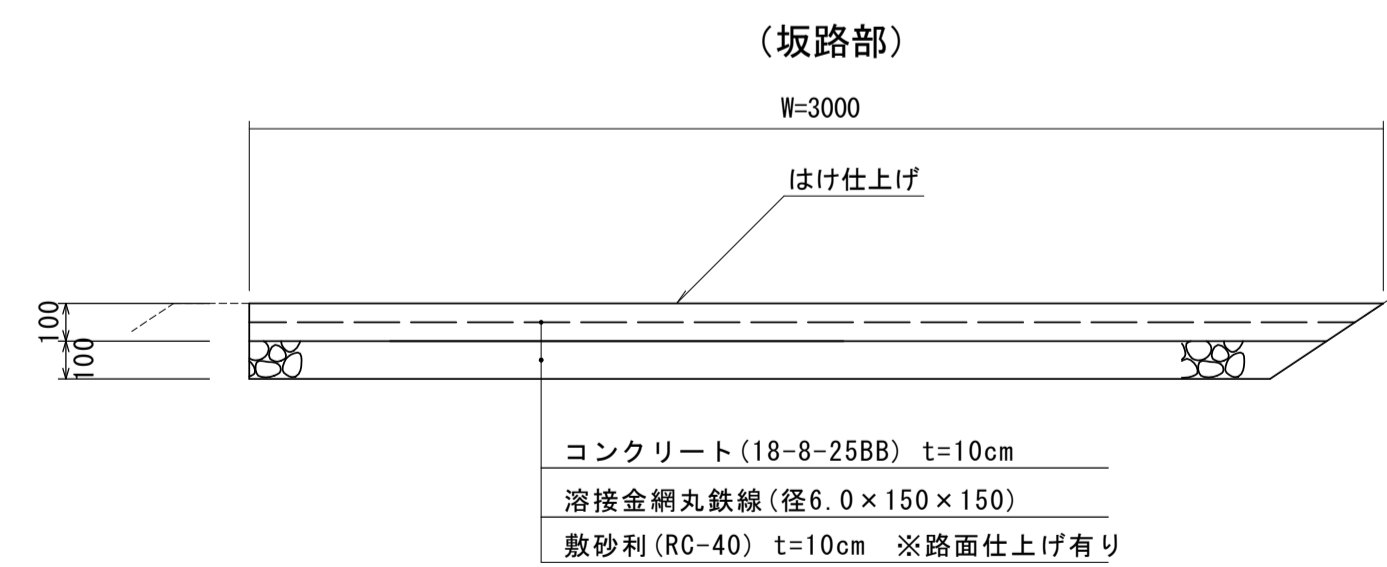 (坂路部)
W=3000
はけ仕上げ
100
100
コンクリート(18-8-25BB) t=10cm
溶接金網丸鉄線(径6.0×150×150)
敷砂利(RC-40) t=10cm ※路面仕上げ有り